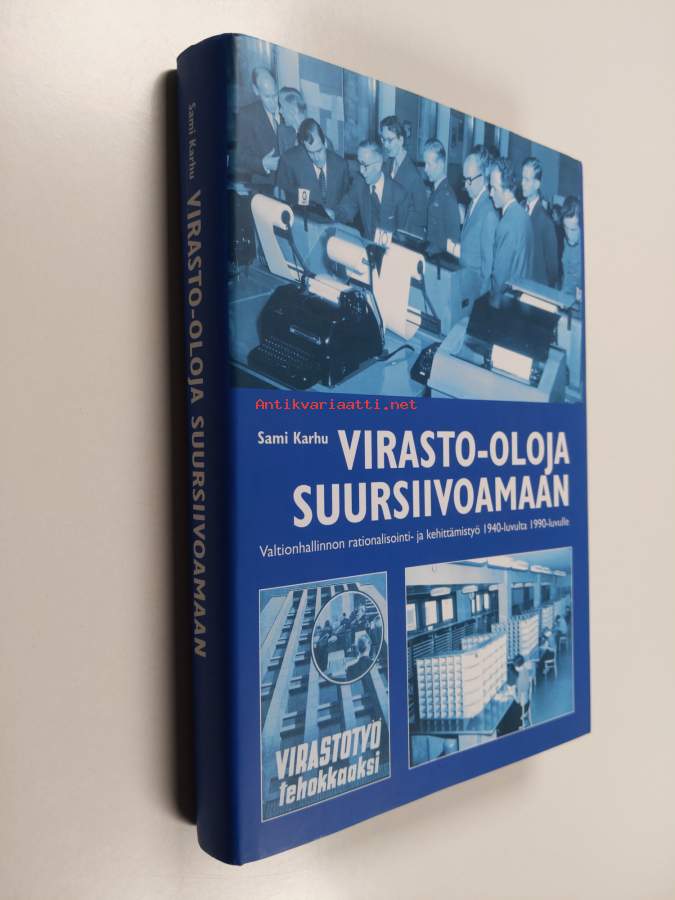 Sami Karhu VIRASTO-OLOJA SUURSIIVOAMAAN
Antikvariaatti.net
Sami Karhu VIRASTO-OLOJA
SUURSIIVOAMAAN
Valtionhallinnon rationalisointi- ja kehittämistyö 1940-luvulta 1990-luvulle
VIRASTOTYÖ
tehokkaaksi